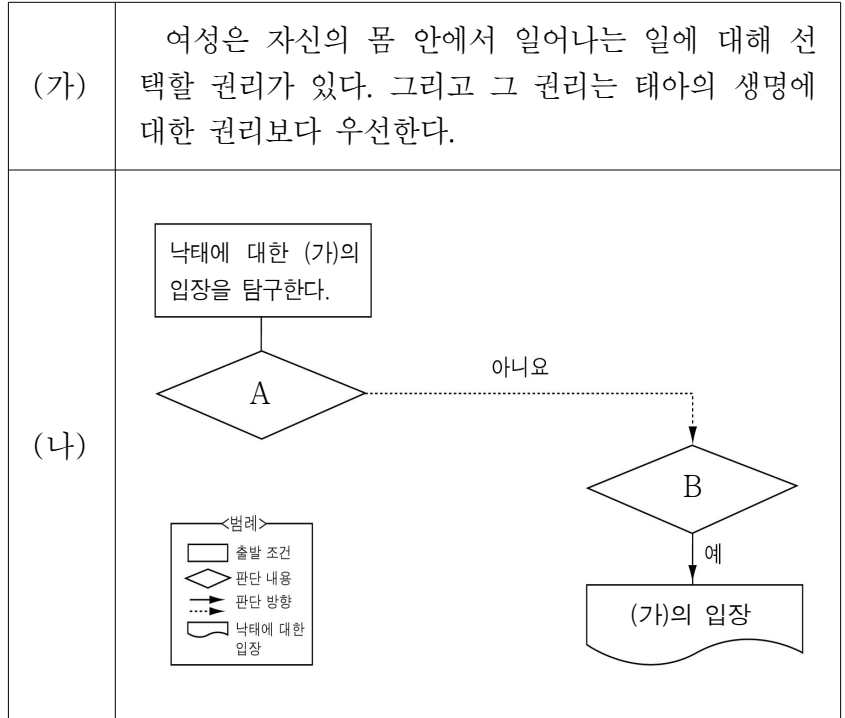 (가)
여성은 자신의 몸 안에서 일어나는 일에 대해 선
택할 권리가 있다. 그리고 그 권리는 태아의 생명에
대한 권리보다 우선한다.
(나)
낙태에 대한 (가)의
입장을 탐구한다.
A
아니요
B
예
(가)의 입장
<범례>
출발 조건
판단 내용
판단 방향
낙태에 대한
입장